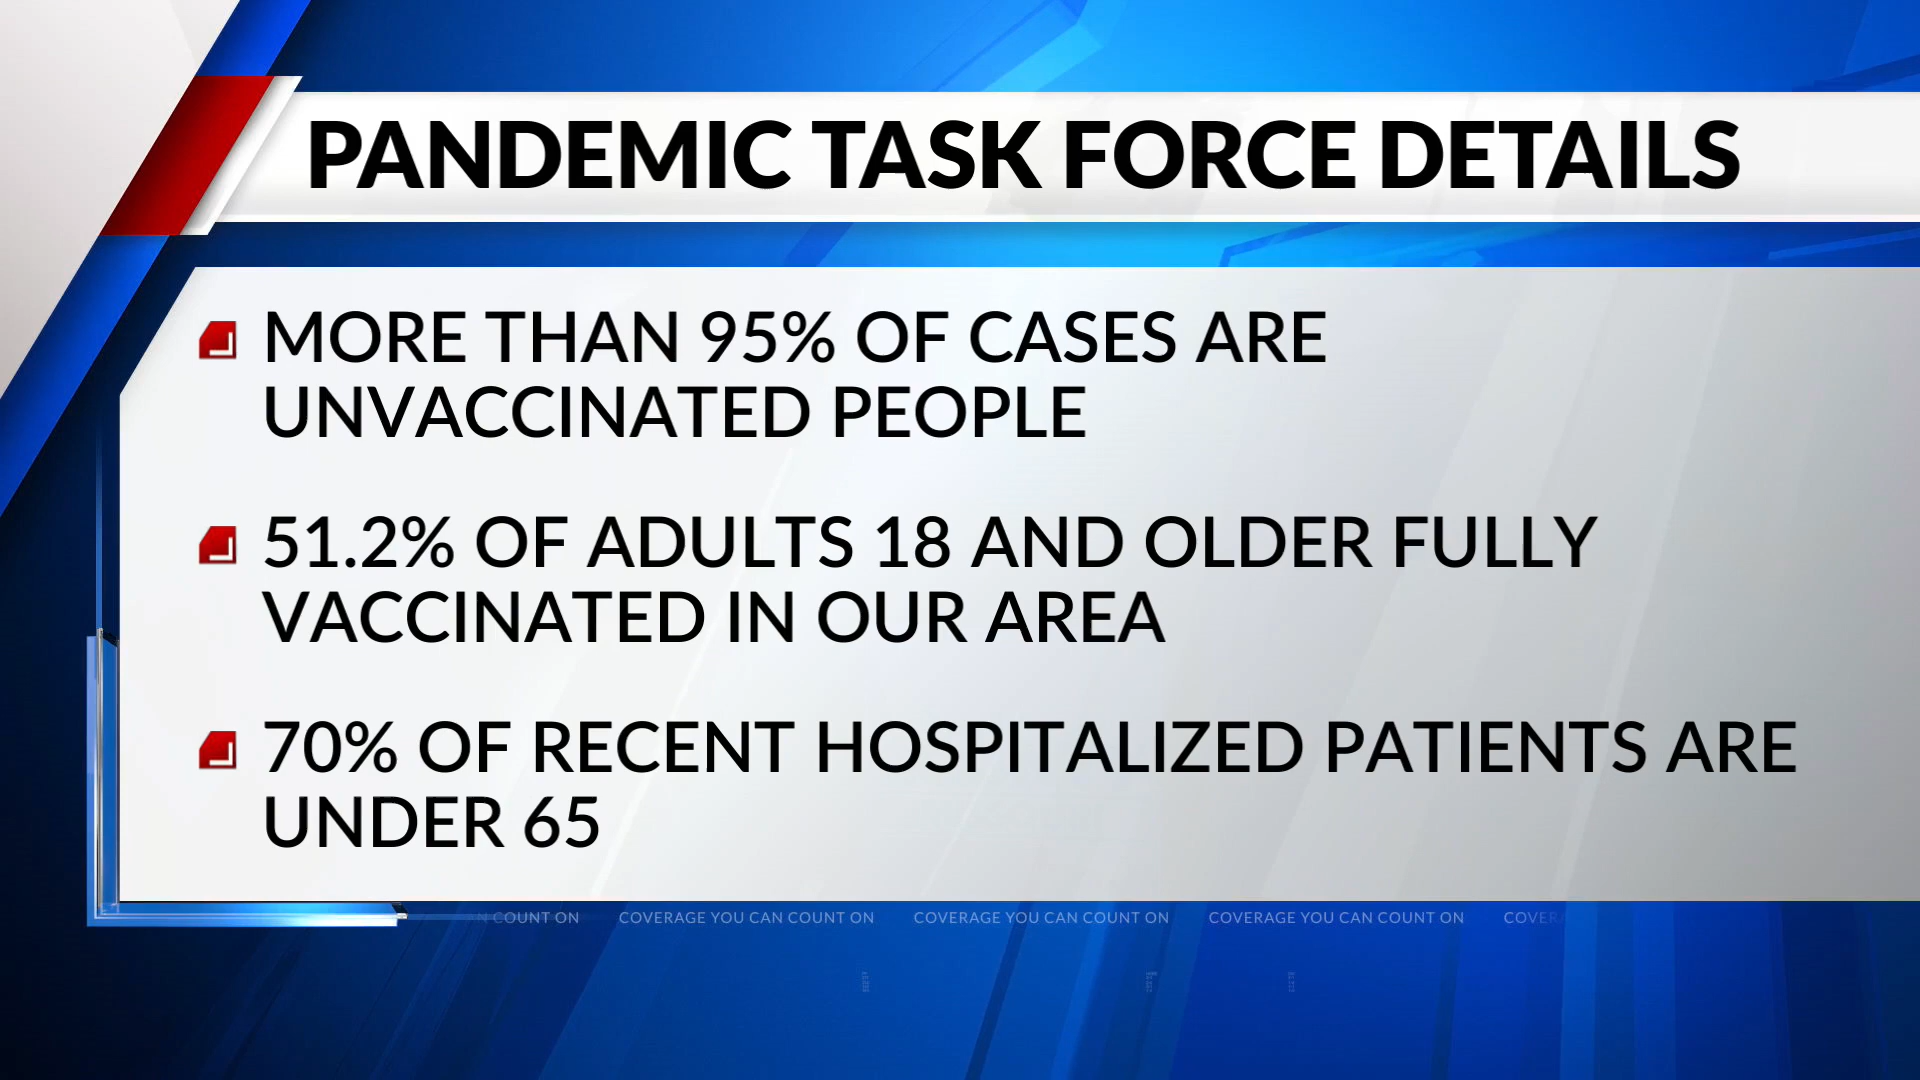 PANDEMIC TASK FORCE DETAILS
MORE THAN 95% OF CASES ARE
UNVACCINATED PEOPLE
51.2% OF ADULTS 18 AND OLDER FULLY
VACCINATED IN OUR AREA
70% OF RECENT HOSPITALIZED PATIENTS ARE
UNDER 65
N COUNT ON COVERAGE YOU CAN COUNT ON COVERAGE YOU CAN COUNT ON COVERAGE YOU CAN COUNT ON COVER